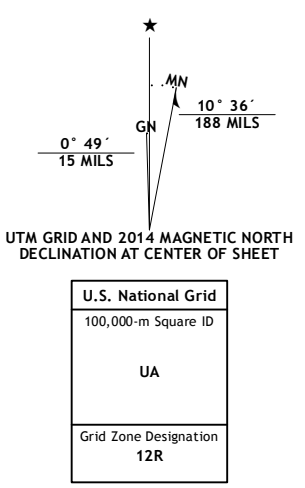 ★
MN
10° 36´
188 MILS
GN
0° 49´
15 MILS
UTM GRID AND 2014 MAGNETIC NORTH
DECLINATION AT CENTER OF SHEET
U.S. National Grid
100,000-m Square ID
UA
Grid Zone Designation
12R